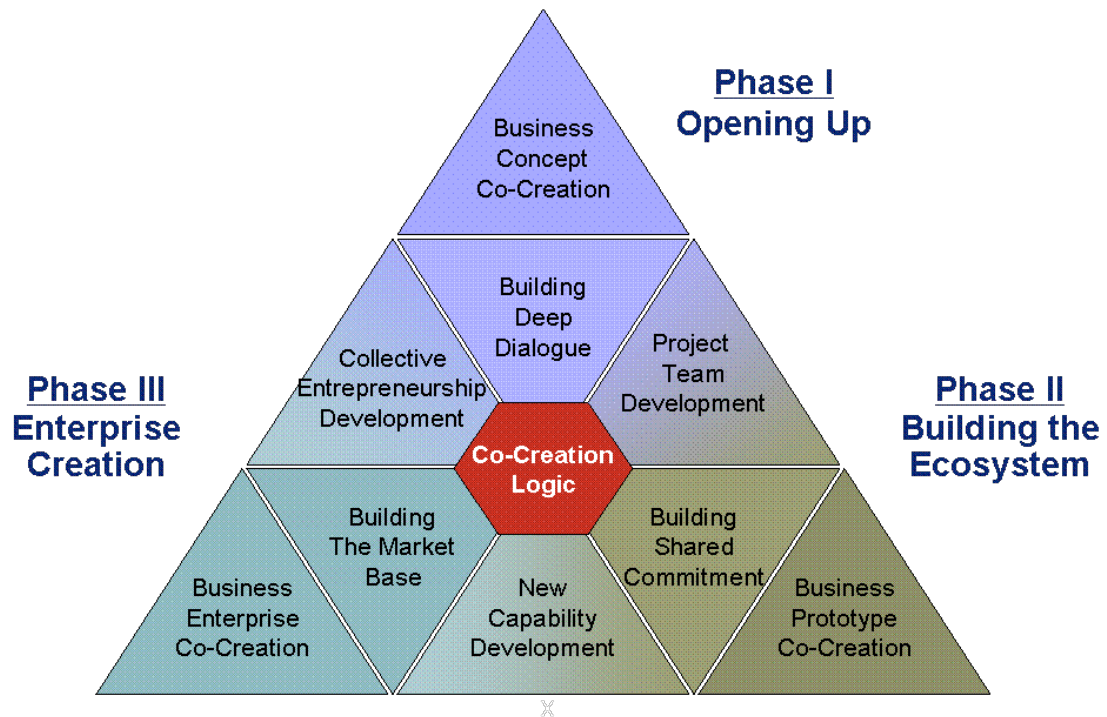 Phase I
Opening Up
Business
Concept
Co-Creation
Building
Deep
Dialogue
Project
Team
Development
Collective
Entrepreneurship
Development
Phase III
Enterprise
Creation
Phase II
Building the
Ecosystem
Co-Creation
Logic
Building
The Market
Base
Building
Shared
Commitment
Business
Enterprise
Co-Creation
New
Capability
Development
Business
Prototype
Co-Creation
X